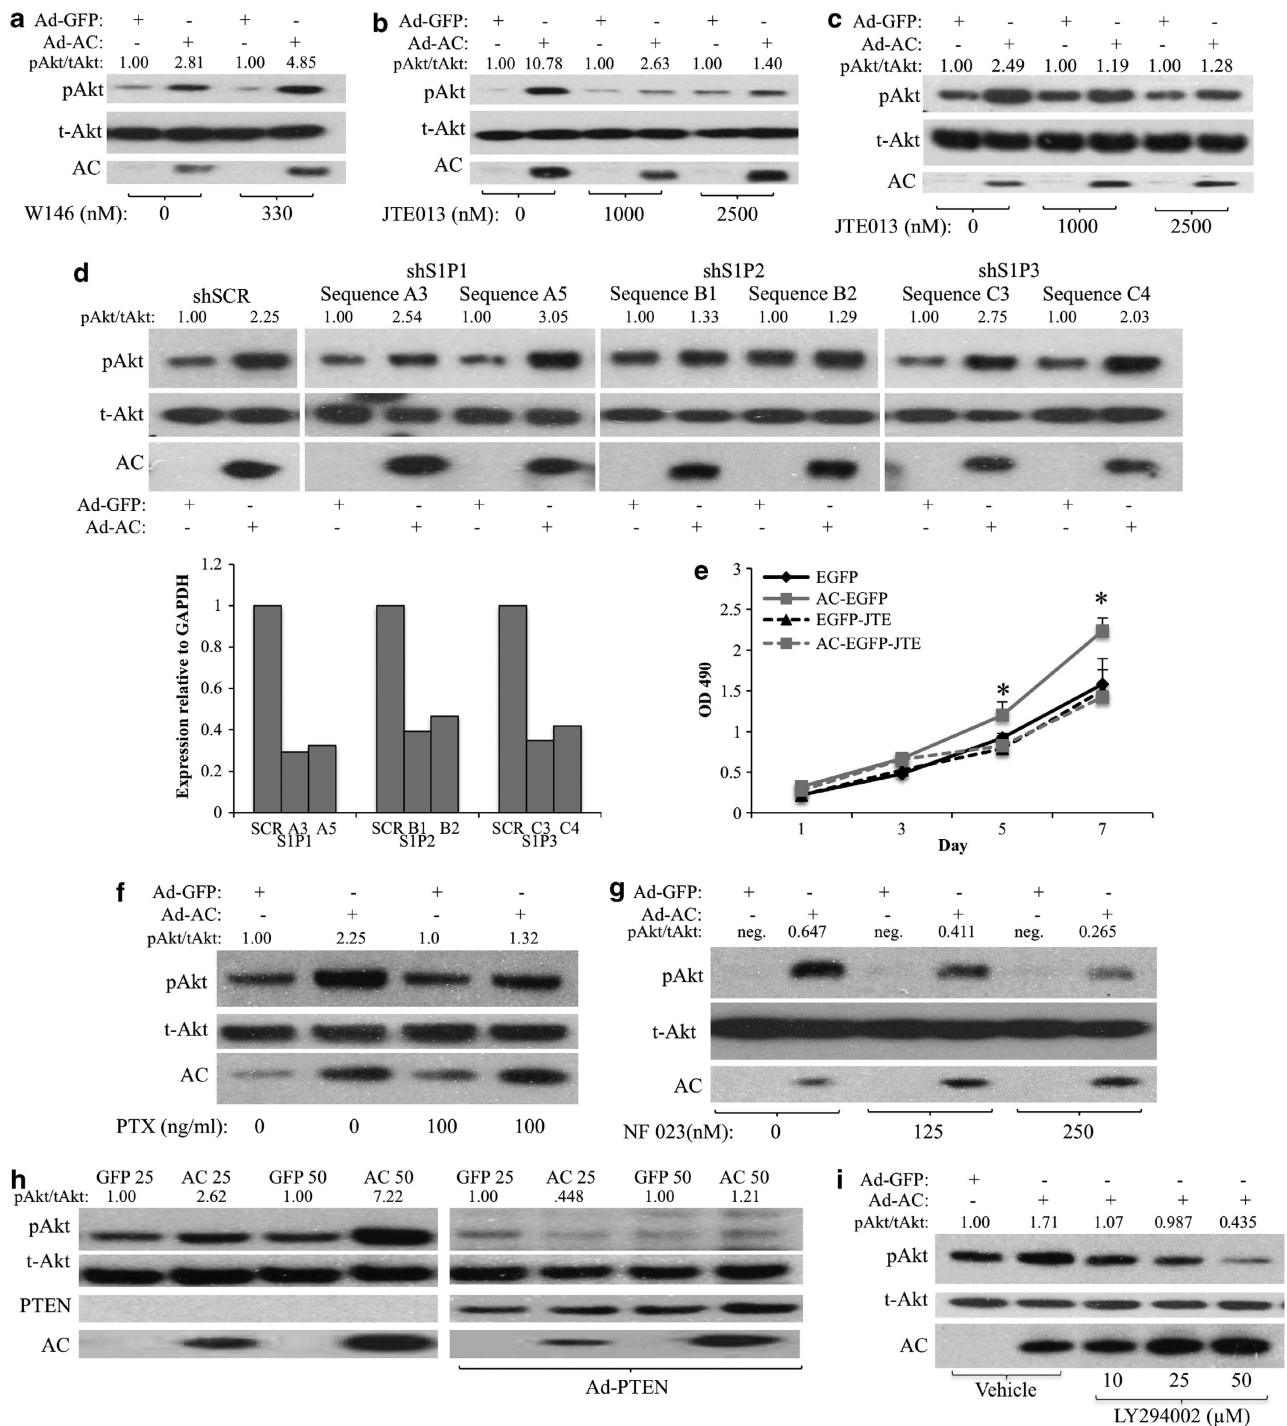 a
Ad-GFP: + - + -
Ad-AC: - + - +
pAkt/tAkt: 1.00 2.81 1.00 4.85
pAkt
t-Akt
AC
W146 (nM): 0 330
b
Ad-GFP: + - + - + -
Ad-AC: - + - + - +
pAkt/tAkt: 1.00 10.78 1.00 2.63 1.00 1.40
pAkt
t-Akt
AC
JTE013 (nM): 0 1000 2500
c
Ad-GFP: + - + - + -
Ad-AC: - + - + - +
pAkt/tAkt: 1.00 2.49 1.00 1.19 1.00 1.28
pAkt
t-Akt
AC
JTE013 (nM): 0 1000 2500
d
shS1P1 shS1P2 shS1P3
shSCR Sequence A3 Sequence A5 Sequence B1 Sequence B2 Sequence C3 Sequence C4
pAkt/tAkt: 1.00 2.25 1.00 2.54 1.00 3.05 1.00 1.33 1.00 1.29 1.00 2.75 1.00 2.03
pAkt
t-Akt
AC
Ad-GFP: + - + - + - + - + - + - + -
Ad-AC: - + - + - + - + - + - + - +
Expression relative to GAPDH
1.2
1
0.8
0.6
0.4
0.2
0
SCR A3 A5 SCR B1 B2 SCR C3 C4
S1P1 S1P2 S1P3
e
EGFP
AC-EGFP
EGFP-JTE
AC-EGFP-JTE
*
*
OD 490
3
2.5
2
1.5
1
0.5
0
1 3 5 7
Day
f
Ad-GFP: + - + -
Ad-AC: - + - +
pAkt/tAkt: 1.00 2.25 1.0 1.32
pAkt
t-Akt
AC
PTX (ng/ml): 0 0 100 100
g
Ad-GFP: + - + - + -
Ad-AC: - + - + - +
pAkt/tAkt: neg. 0.647 neg. 0.411 neg. 0.265
pAkt
t-Akt
AC
NF 023(nM): 0 125 250
h
GFP 25 AC 25 GFP 50 AC 50 GFP 25 AC 25 GFP 50 AC 50
pAkt/tAkt: 1.00 2.62 1.00 7.22 1.00 .448 1.00 1.21
pAkt
t-Akt
PTEN
AC
Ad-PTEN
i
Ad-GFP: + - - - -
Ad-AC: - + + + +
pAkt/tAkt: 1.00 1.71 1.07 0.987 0.435
pAkt
t-Akt
AC
Vehicle 10 25 50
LY294002 (µM)